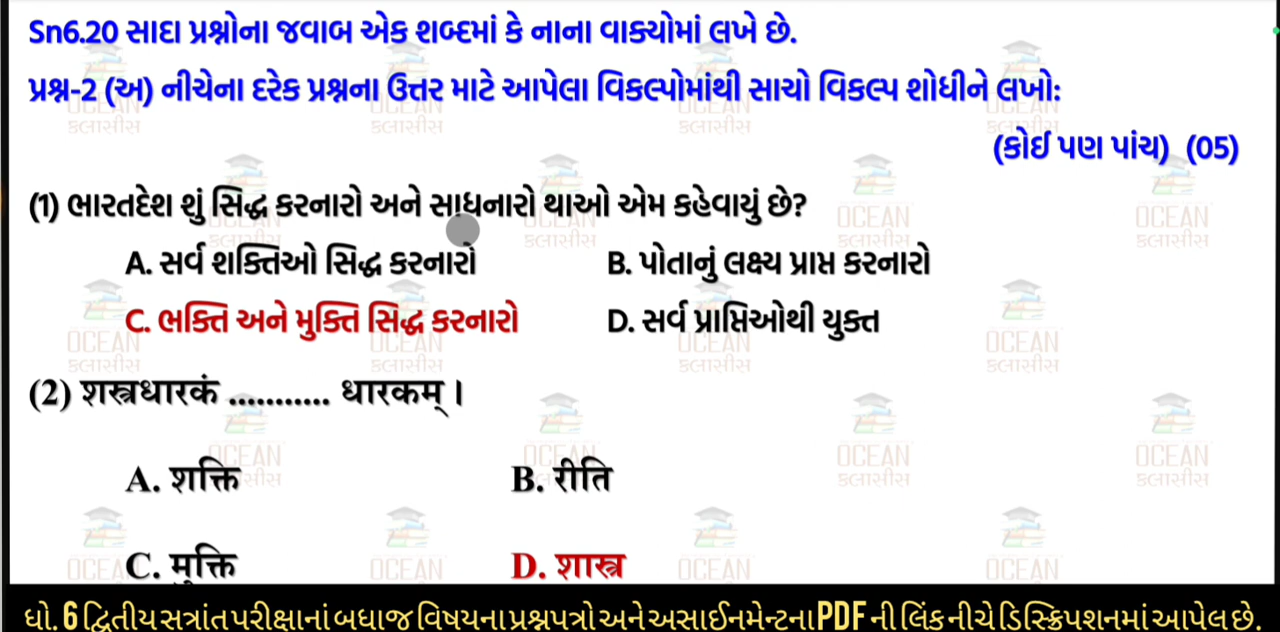 Sn6.20 સાદા પ્રશ્નોના જવાબ એક શબ્દમાં કે નાના વાક્યોમાં લખે છે.
પ્રશ્ન-2 (અ) નીચેના દરેક પ્રશ્નના ઉત્તર માટે આપેલા વિકલ્પોમાંથી સાચો વિકલ્પ શોધીને લખો:
(કોઈ પણ પાંચ) (05)
(1) ભારતદેશ શું સિદ્ધ કરનારો અને સાધનારો થાઓ એમ કહેવાયું છે?
A. સર્વ શક્તિઓ સિદ્ધ કરનારો B. પોતાનું લક્ષ્ય પ્રાપ્ત કરનારો
C. ભક્તિ અને મુક્તિ સિદ્ધ કરનારો D. સર્વ પ્રાપ્તિઓથી યુક્ત
(2) शस्त्रधारकं ........... धारकम् ।
A. शक्ति B. रीति
C. मुक्ति D. शास्त्र
ધો. 6 દ્વિતીય સત્રાંત પરીક્ષાનાં બધા જ વિષયના પ્રશ્નપત્રો અને અસાઈનમેન્ટના PDF ની લિંક નીચે ડિસ્ક્રિપશનમાં આપેલ છે.
OCEAN
કલાસીસ